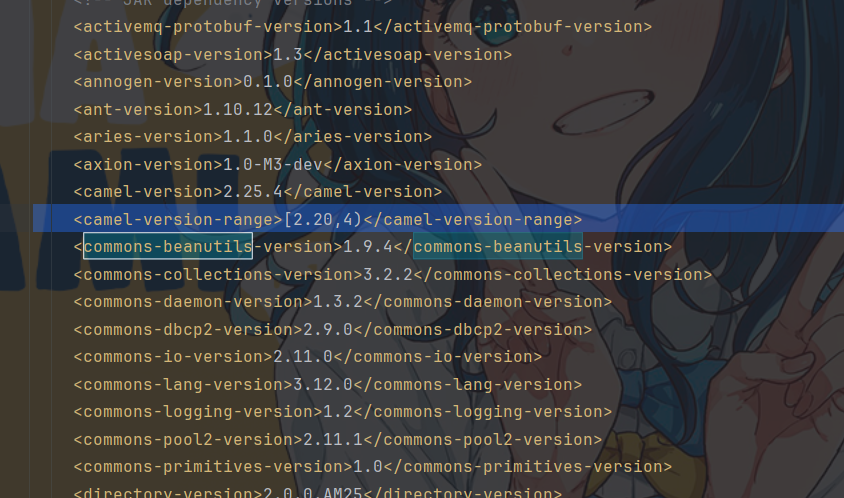 <!-- JAR dependency versions -->
<activemq-protobuf-version>1.1</activemq-protobuf-version>
<activesoap-version>1.3</activesoap-version>
<annogen-version>0.1.0</annogen-version>
<ant-version>1.10.12</ant-version>
<aries-version>1.1.0</aries-version>
<axion-version>1.0-M3-dev</axion-version>
<camel-version>2.25.4</camel-version>
<camel-version-range>[2.20,4)</camel-version-range>
<commons-beanutils-version>1.9.4</commons-beanutils-version>
<commons-collections-version>3.2.2</commons-collections-version>
<commons-daemon-version>1.3.2</commons-daemon-version>
<commons-dbcp2-version>2.9.0</commons-dbcp2-version>
<commons-io-version>2.11.0</commons-io-version>
<commons-lang-version>3.12.0</commons-lang-version>
<commons-logging-version>1.2</commons-logging-version>
<commons-pool2-version>2.11.1</commons-pool2-version>
<commons-primitives-version>1.0</commons-primitives-version>
<directory-version>2.0.0.AM25</directory-version>